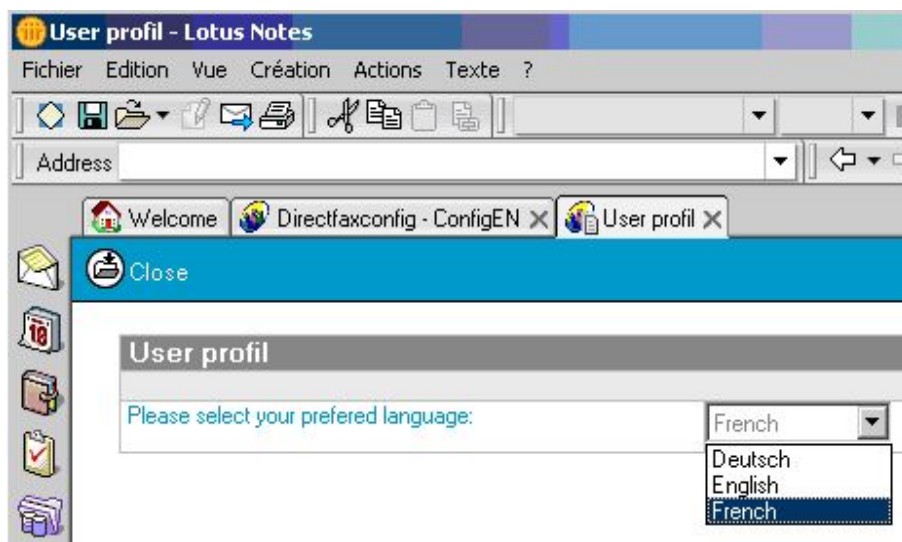 User profil - Lotus Notes
Fichier Edition Vue Création Actions Texte ?
Address
Welcome Directfaxconfig - ConfigEN User profil
Close
10
User profil
Please select your prefered language: French
Deutsch
English
French